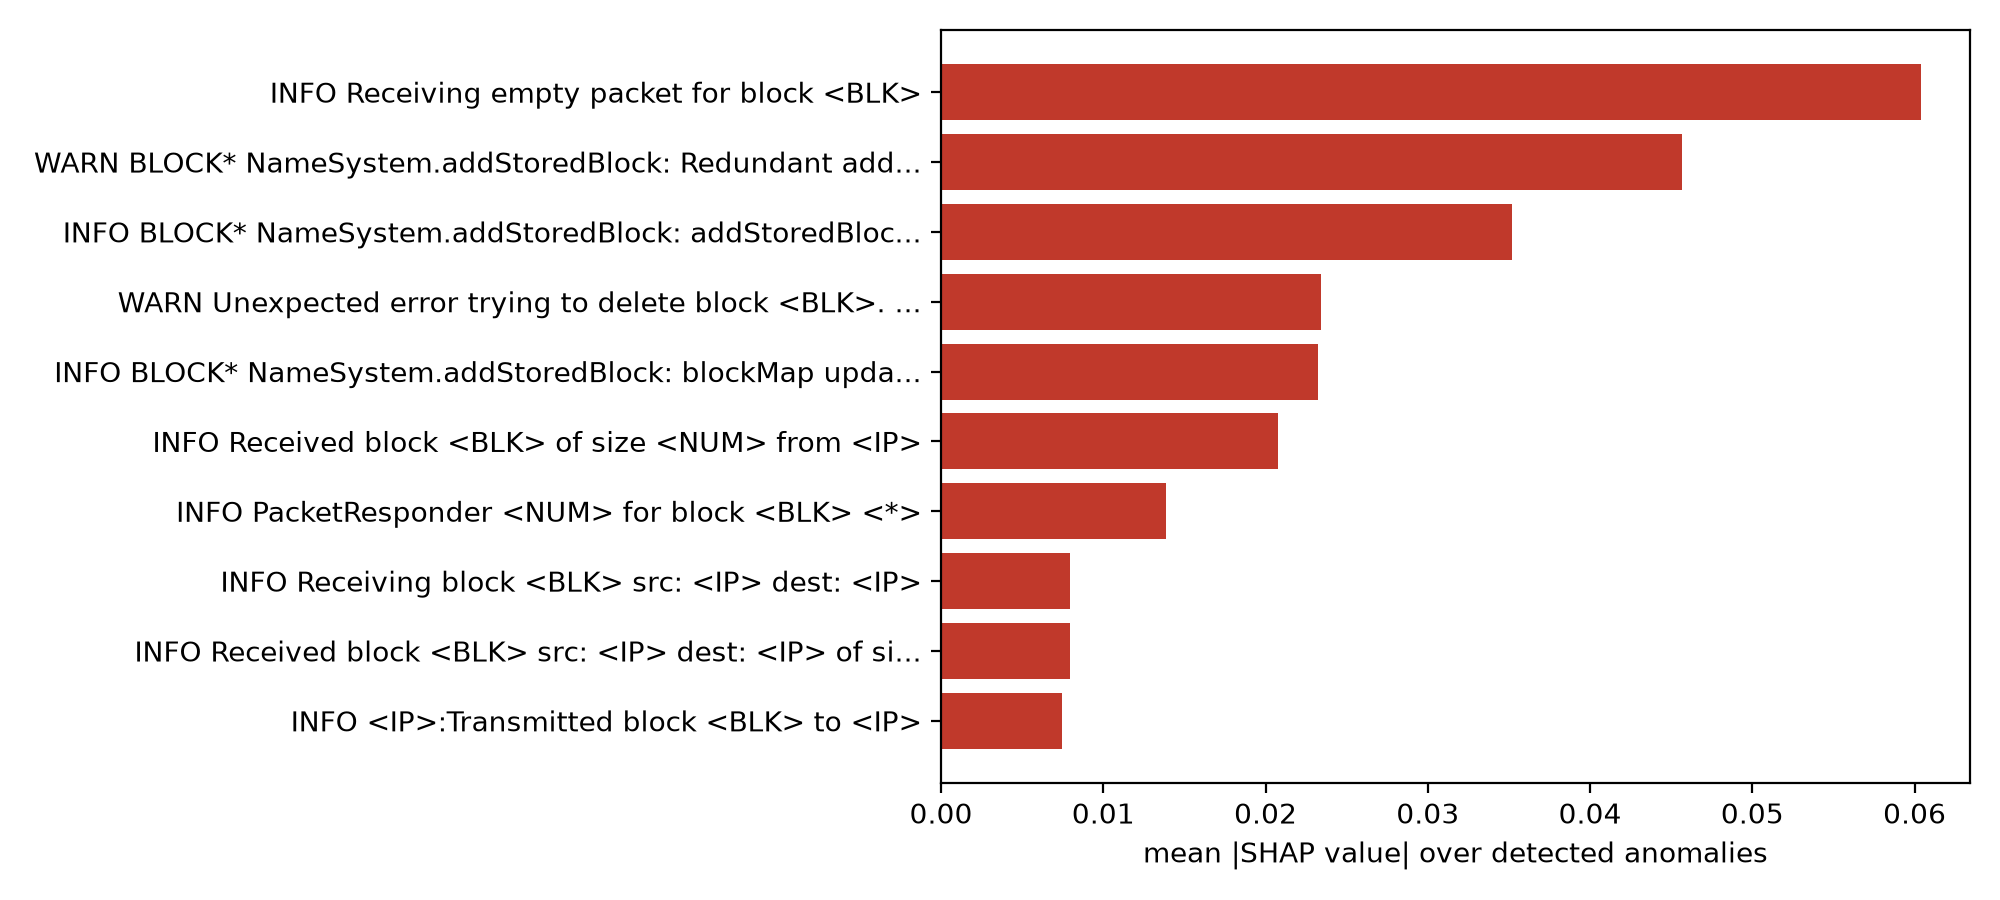 INFO Receiving empty packet for block <BLK>
WARN BLOCK* NameSystem.addStoredBlock: Redundant add...
INFO BLOCK* NameSystem.addStoredBlock: addStoredBloc...
WARN Unexpected error trying to delete block <BLK>. ...
INFO BLOCK* NameSystem.addStoredBlock: blockMap upda...
INFO Received block <BLK> of size <NUM> from <IP>
INFO PacketResponder <NUM> for block <BLK> <*>
INFO Receiving block <BLK> src: <IP> dest: <IP>
INFO Received block <BLK> src: <IP> dest: <IP> of si...
INFO <IP>:Transmitted block <BLK> to <IP>
0.00 0.01 0.02 0.03 0.04 0.05 0.06
mean |SHAP value| over detected anomalies